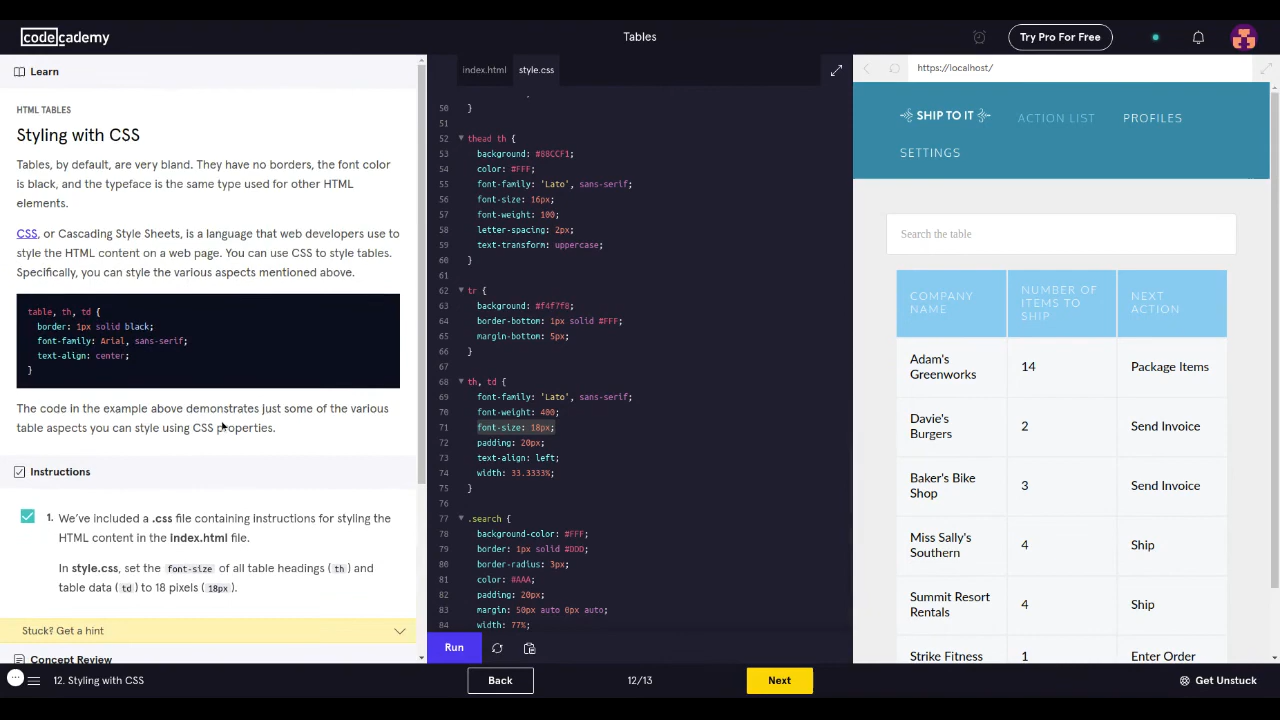 codecademy
Tables
Try Pro For Free
Learn
HTML TABLES
Styling with CSS
Tables, by default, are very bland. They have no borders, the font color
is black, and the typeface is the same type used for other HTML
elements.
CSS, or Cascading Style Sheets, is a language that web developers use to
style the HTML content on a web page. You can use CSS to style tables.
Specifically, you can style the various aspects mentioned above.
table, th, td {
border: 1px solid black;
font-family: Arial, sans-serif;
text-align: center;
}
The code in the example above demonstrates just some of the various
table aspects you can style using CSS properties.
Instructions
1. We've included a .css file containing instructions for styling the
HTML content in the index.html file.
In style.css, set the font-size of all table headings ( th ) and
table data ( td ) to 18 pixels ( 18px ).
Stuck? Get a hint
Concept Review
index.html style.css
50 }
51
52 thead th {
53 background: #88CCF1;
54 color: #FFF;
55 font-family: 'Lato', sans-serif;
56 font-size: 16px;
57 font-weight: 100;
58 letter-spacing: 2px;
59 text-transform: uppercase;
60 }
61
62 tr {
63 background: #f4f7f8;
64 border-bottom: 1px solid #FFF;
65 margin-bottom: 5px;
66 }
67
68 th, td {
69 font-family: 'Lato', sans-serif;
70 font-weight: 400;
71 font-size: 18px;
72 padding: 20px;
73 text-align: left;
74 width: 33.3333%;
75 }
76
77 .search {
78 background-color: #FFF;
79 border: 1px solid #DDD;
80 border-radius: 3px;
81 color: #AAA;
82 padding: 20px;
83 margin: 50px auto 0px auto;
84 width: 77%;
Run
https://localhost/
SHIP TO IT ACTION LIST PROFILES
SETTINGS
Search the table
COMPANY NAME
NUMBER OF ITEMS TO SHIP
NEXT ACTION
Adam's Greenworks 14 Package Items
Davie's Burgers 2 Send Invoice
Baker's Bike Shop 3 Send Invoice
Miss Sally's Southern 4 Ship
Summit Resort Rentals 4 Ship
Strike Fitness 1 Enter Order
12. Styling with CSS
Back
12/13
Next
Get Unstuck